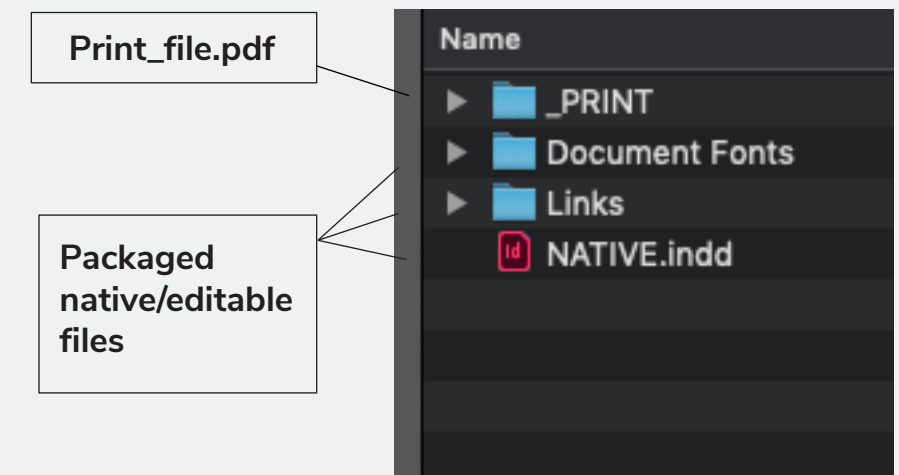 Print_file.pdf
Packaged
native/editable
files
Name
_PRINT
Document Fonts
Links
Id
NATIVE.indd